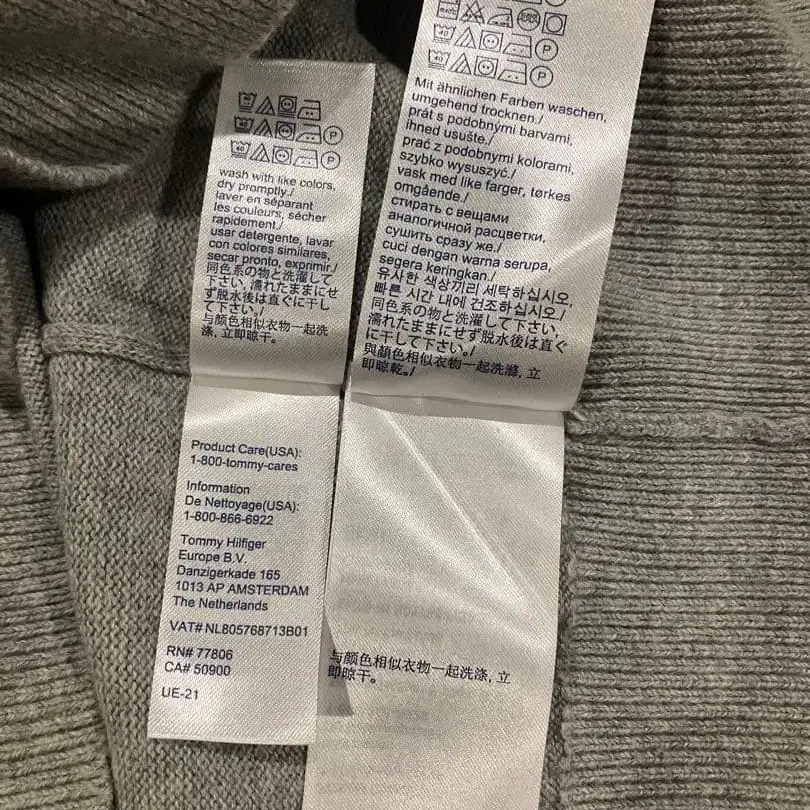 wash with like colors,
dry promptly./
laver en séparant
les couleurs, sécher
rapidement./
usar detergente, lavar
con colores similares,
secar pronto, exprimir./
同色系の物と洗濯して
下さい. 濡れたままにせ
ず脱水後は直ぐに干し
て下さい。/
与颜色相似衣物一起洗
涤, 立即晾干。
Product Care(USA):
1-800-tommy-cares
Information
De Nettoyage(USA):
1-800-866-6922
Tommy Hilfiger
Europe B.V.
Danzigerkade 165
1013 AP AMSTERDAM
The Netherlands
VAT# NL805768713B01
RN# 77806
CA# 50900
UE-21
Mit ähnlichen Farben waschen,
umgehend trocknen./
prát s podobnými barvami,
ihned usušte./
prać z podobnymi kolorami,
szybko wysuszyć./
vask med like farger, tørkes
omgående./
стирать с вещами
аналогичной расцветки,
сушить сразу же./
cuci dengan warna serupa,
segera keringkan./
유사한 색상끼리 세탁하십시오,
빠른 시간 내에 건조하십시오./
同色系の物と洗濯して下さい.
濡れたままにせず脱水後は直ぐ
に干して下さい。/
與顏色相似衣物一起洗滌, 立
即晾乾。/
与颜色相似衣物一起洗涤, 立
即晾干。